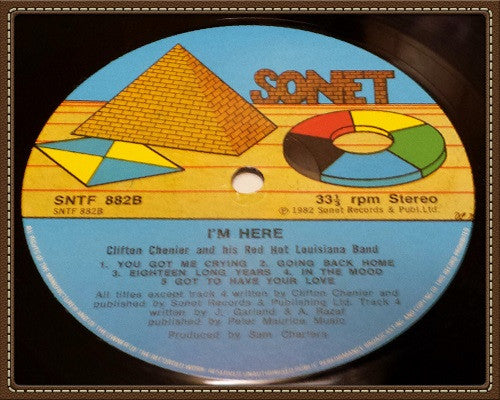 SONET
SNTF 882B
SNTF 882B
33⅓ rpm Stereo
℗ 1982 Sonet Records & Publ.Ltd.
I'M HERE
Clifton Chenier and his Red Hot Louisiana Band
1. YOU GOT ME CRYING 2. GOING BACK HOME
3. EIGHTEEN LONG YEARS 4. IN THE MOOD
5 GOT TO HAVE YOUR LOVE
All titles except track 4 written by Clifton Chenier and
published by Sonet Records & Publishing Ltd. Track 4
written by J. Garland & A. Razaf
published by Peter Maurice Music
Produced by Sam Charters